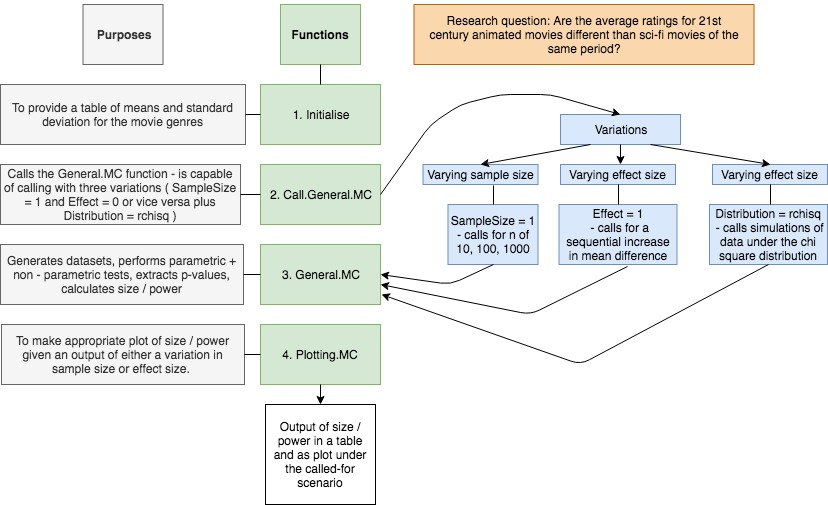 Purposes
Functions
Research question: Are the average ratings for 21st
century animated movies different than sci-fi movies of
the same period?
To provide a table of means and standard
deviation for the movie genres
1. Initialise
Variations
Calls the General.MC function - is capable
of calling with three variations ( SampleSize
= 1 and Effect = 0 or vice versa plus
Distribution = rchisq )
2. Call.General.MC
Varying sample size
Varying effect size
Varying effect size
SampleSize = 1
- calls for n of
10, 100, 1000
Effect = 1
- calls for a
sequential increase
in mean difference
Distribution = rchisq
- calls simulations of
data under the chi
square distribution
Generates datasets, performs parametric +
non - parametric tests, extracts p-values,
calculates size / power
3. General.MC
To make appropriate plot of size / power
given an output of either a variation in
sample size or effect size.
4. Plotting.MC
Output of size /
power in a table
and as plot under
the called-for
scenario